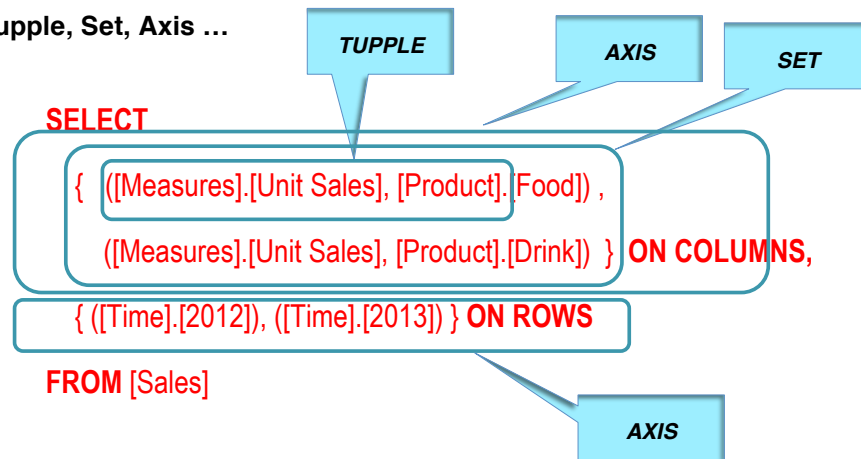 upple, Set, Axis …
TUPPLE
AXIS
SET
SELECT
{ ([Measures].[Unit Sales], [Product].[Food]) ,
([Measures].[Unit Sales], [Product].[Drink]) } ON COLUMNS,
{ ([Time].[2012]), ([Time].[2013]) } ON ROWS
FROM [Sales]
AXIS